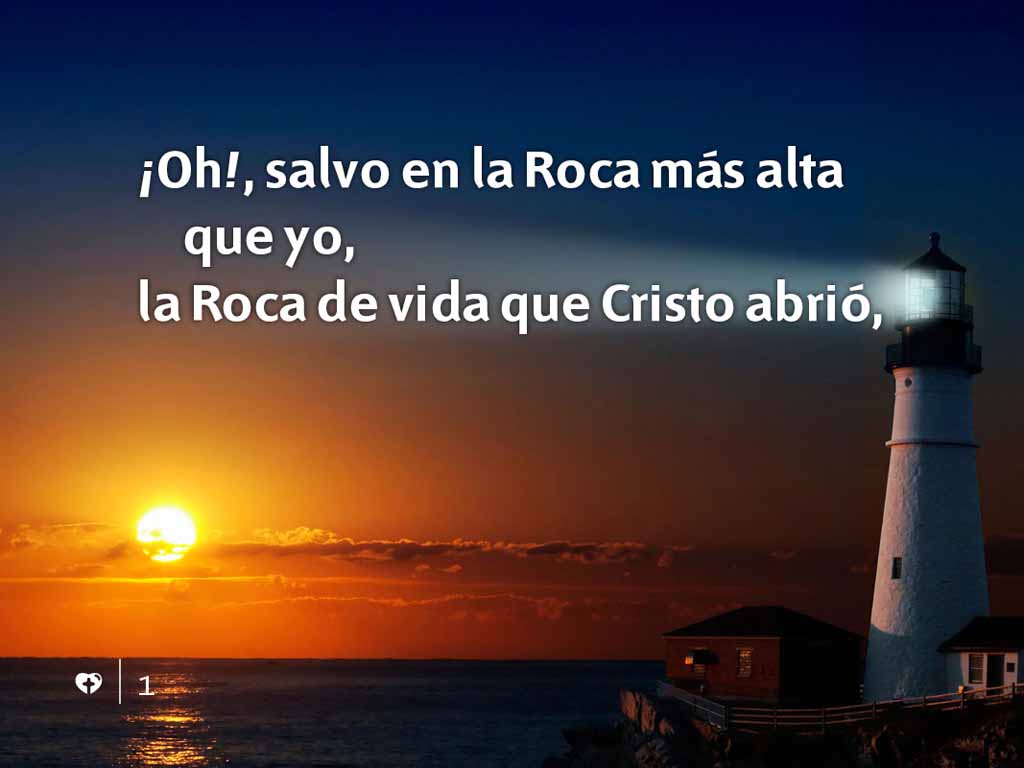 ¡Oh!, salvo en la Roca más alta
que yo,
la Roca de vida que Cristo abrió,
1